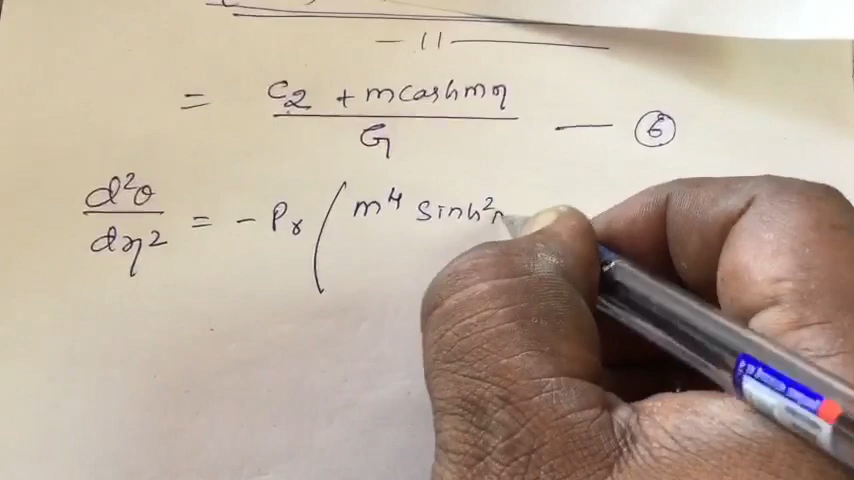 — 11 —
= C2 + m cosh mη / G — 6
d²θ / dη² = - Pr ( m⁴ sinh² m